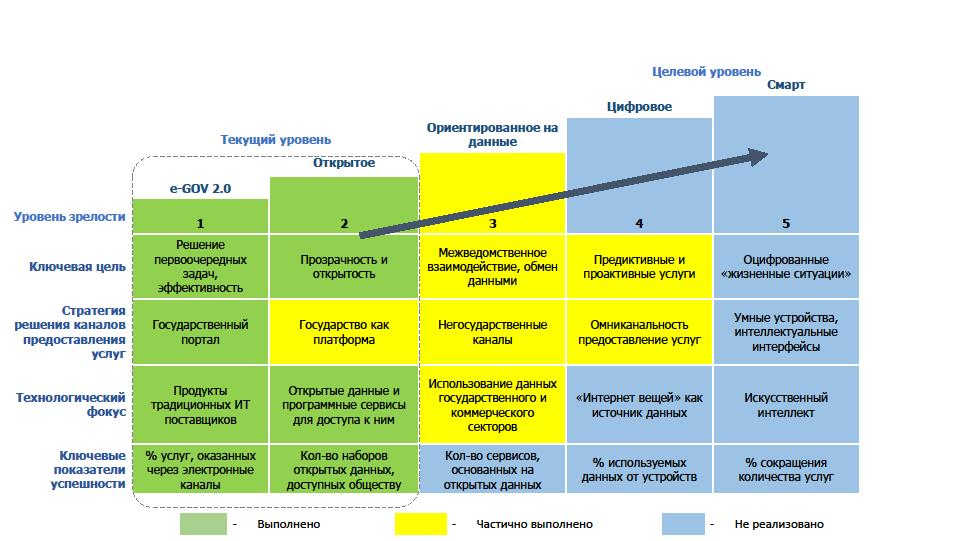 Целевой уровень
Смарт
Цифровое
Ориентированное на
данные
Текущий уровень
Открытое
e-GOV 2.0
Уровень зрелости
1
2
3
4
5
Ключевая цель
Решение
первоочередных
задач,
эффективность
Прозрачность и
открытость
Межведомственное
взаимодействие, обмен
данными
Предиктивные и
проактивные услуги
Оцифрованные
«жизненные ситуации»
Стратегия
решения каналов
предоставления
услуг
Государственный
портал
Государство как
платформа
Негосударственные
каналы
Омниканальность
предоставление услуг
Умные устройства,
интеллектуальные
интерфейсы
Технологический
фокус
Продукты
традиционных ИТ
поставщиков
Открытые данные и
программные сервисы
для доступа к ним
Использование данных
государственного и
коммерческого
секторов
«Интернет вещей» как
источник данных
Искусственный
интеллект
Ключевые
показатели
успешности
% услуг, оказанных
через электронные
каналы
Кол-во наборов
открытых данных,
доступных обществу
Кол-во сервисов,
основанных на
открытых данных
% используемых
данных от устройств
% сокращения
количества услуг
- Выполнено
- Частично выполнено
- Не реализовано